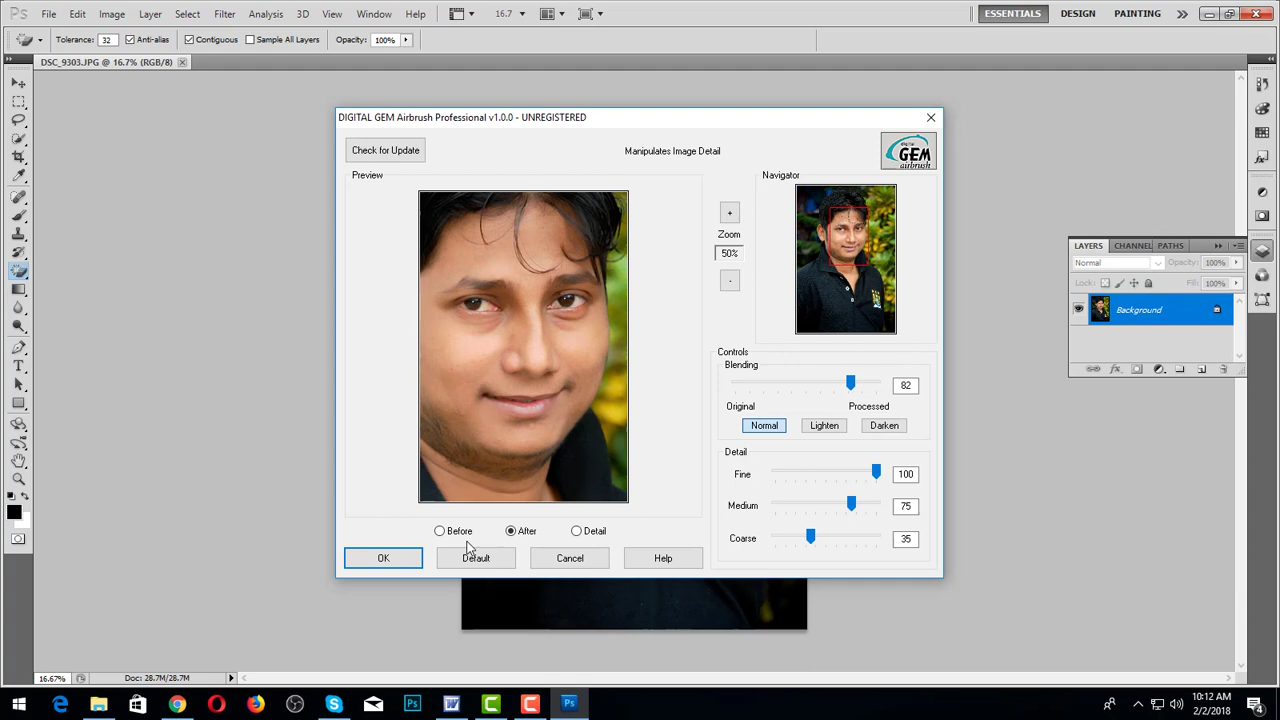 File Edit Image Layer Select Filter Analysis 3D View Window Help 16.7 ESSENTIALS DESIGN PAINTING
Tolerance: 32 Anti-alias Contiguous Sample All Layers Opacity: 100%
DSC_9303.JPG @ 16.7% (RGB/8)
DIGITAL GEM Airbrush Professional v1.0.0 - UNREGISTERED
Check for Update
Manipulates Image Detail
digital
GEM
airbrush
Preview
Navigator
+
Zoom
50%
-
Controls
Blending
82
Original Processed
Normal Lighten Darken
Detail
Fine 100
Medium 75
Coarse 35
Before After Detail
OK Default Cancel Help
LAYERS CHANNEL PATHS
Normal Opacity: 100%
Lock: Fill: 100%
Background
16.67% Doc: 28.7M/28.7M
10:12 AM
2/2/2018
4